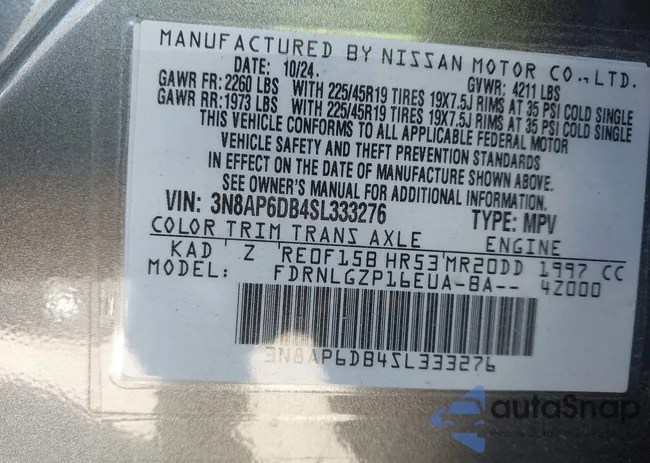 MANUFACTURED BY NISSAN MOTOR CO., LTD.
DATE: 10/24. GVWR: 4211 LBS
GAWR FR: 2260 LBS WITH 225/45R19 TIRES 19X7.5J RIMS AT 35 PSI COLD SINGLE
GAWR RR: 1973 LBS WITH 225/45R19 TIRES 19X7.5J RIMS AT 35 PSI COLD SINGLE
THIS VEHICLE CONFORMS TO ALL APPLICABLE FEDERAL MOTOR
VEHICLE SAFETY AND THEFT PREVENTION STANDARDS
IN EFFECT ON THE DATE OF MANUFACTURE SHOWN ABOVE.
SEE OWNER'S MANUAL FOR ADDITIONAL INFORMATION.
VIN: 3N8AP6DB4SL333276 TYPE: MPV
COLOR TRIM TRANS AXLE ENGINE
KAD ' Z 'RE0F15B HR53'MR20DD 1997 CC
MODEL: FDRNLGZP16EUA-BA-- 4Z000
3N8AP6DB4SL333276
autoSnap